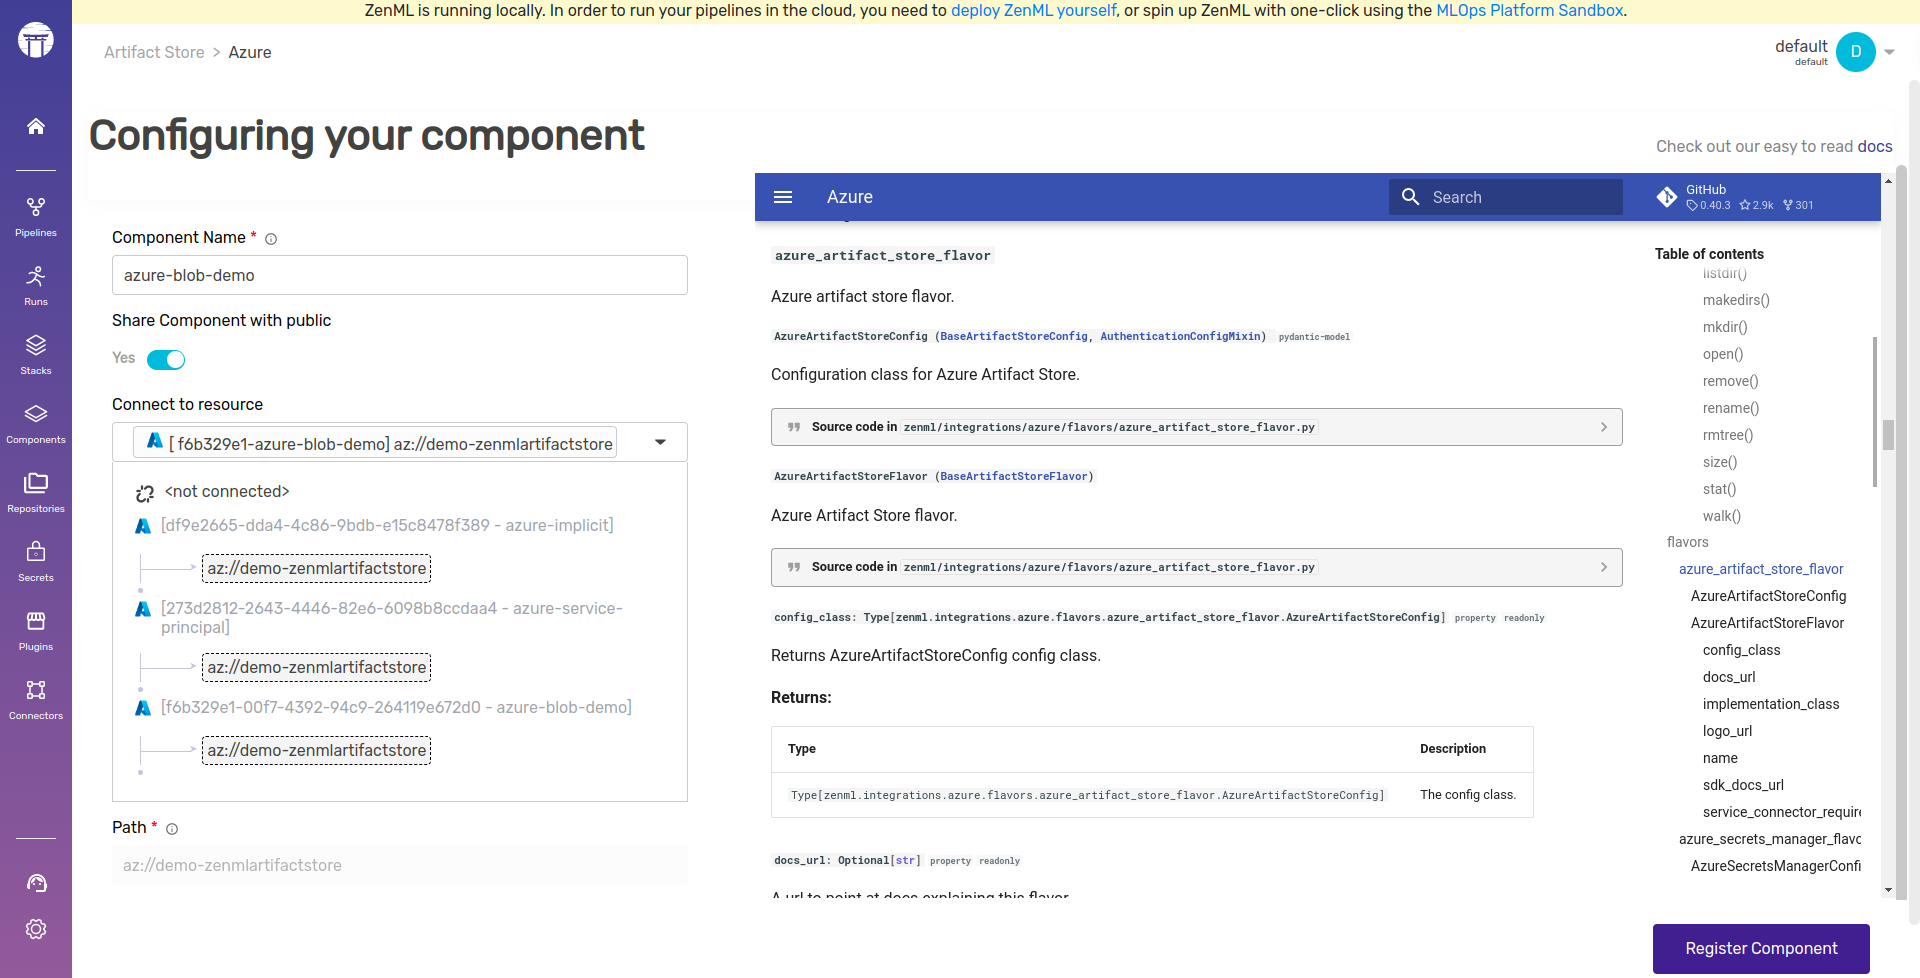 ZenML is running locally. In order to run your pipelines in the cloud, you need to deploy ZenML yourself, or spin up ZenML with one-click using the MLOps Platform Sandbox.
Artifact Store > Azure
default
default
D
Configuring your component
Check out our easy to read docs
Pipelines
Runs
Stacks
Components
Repositories
Secrets
Plugins
Connectors
Component Name *
azure-blob-demo
Share Component with public
Yes
Connect to resource
[ f6b329e1-azure-blob-demo] az://demo-zenmlartifactstore
<not connected>
[df9e2665-dda4-4c86-9bdb-e15c8478f389 - azure-implicit]
az://demo-zenmlartifactstore
[273d2812-2643-4446-82e6-6098b8ccdaa4 - azure-service-
principal]
az://demo-zenmlartifactstore
[f6b329e1-00f7-4392-94c9-264119e672d0 - azure-blob-demo]
az://demo-zenmlartifactstore
Path *
az://demo-zenmlartifactstore
Azure
Search
GitHub
0.40.3 2.9k 301
azure_artifact_store_flavor
Azure artifact store flavor.
AzureArtifactStoreConfig (BaseArtifactStoreConfig, AuthenticationConfigMixin) pydantic-model
Configuration class for Azure Artifact Store.
Source code in zenml/integrations/azure/flavors/azure_artifact_store_flavor.py
AzureArtifactStoreFlavor (BaseArtifactStoreFlavor)
Azure Artifact Store flavor.
Source code in zenml/integrations/azure/flavors/azure_artifact_store_flavor.py
config_class: Type[zenml.integrations.azure.flavors.azure_artifact_store_flavor.AzureArtifactStoreConfig] property readonly
Returns AzureArtifactStoreConfig config class.
Returns:
Type Description
Type[zenml.integrations.azure.flavors.azure_artifact_store_flavor.AzureArtifactStoreConfig] The config class.
docs_url: Optional[str] property readonly
A url to point at docs explaining this flavor.
Table of contents
listdir()
makedirs()
mkdir()
open()
remove()
rename()
rmtree()
size()
stat()
walk()
flavors
azure_artifact_store_flavor
AzureArtifactStoreConfig
AzureArtifactStoreFlavor
config_class
docs_url
implementation_class
logo_url
name
sdk_docs_url
service_connector_require
azure_secrets_manager_flavo
AzureSecretsManagerConfi
Register Component